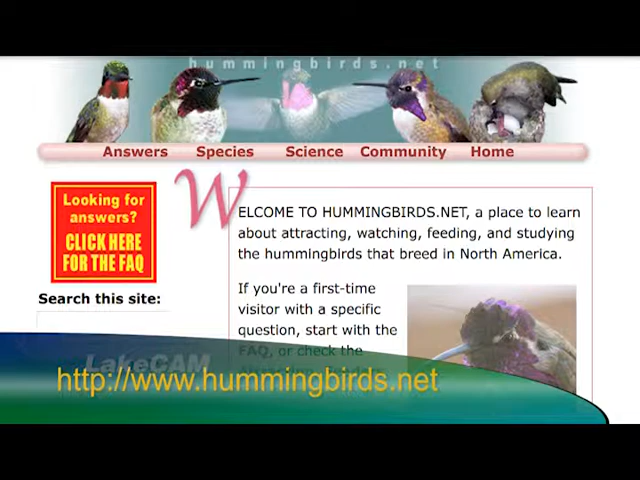 hummingbirds.net
Answers Species Science Community Home
Looking for
answers?
CLICK HERE
FOR THE FAQ
Search this site:
WELCOME TO HUMMINGBIRDS.NET, a place to learn
about attracting, watching, feeding, and studying
the hummingbirds that breed in North America.
If you're a first-time
visitor with a specific
question, start with the
FAQ, or check the
LakeCAM
http://www.hummingbirds.net